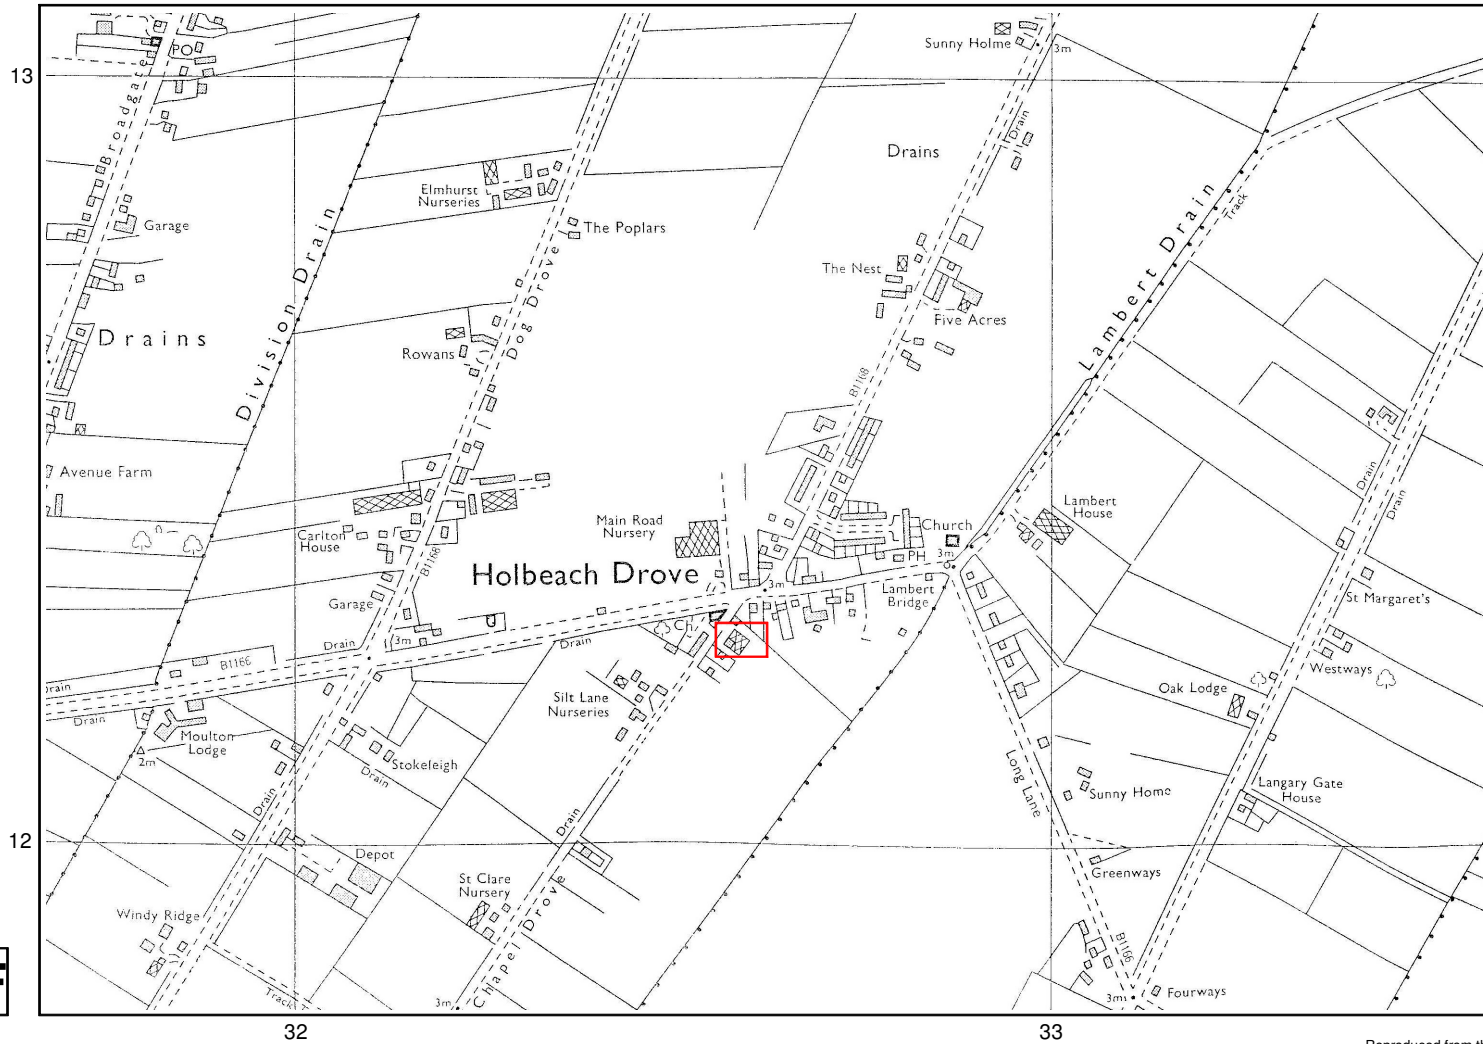 13
PO
Broadgate
Garage
Drains
Division Drain
Elmhurst
Nurseries
The Poplars
Dog Drove
Rowans
Sunny Holme
3m
Drain
Drains
The Nest
Five Acres
B1168
Lambert Drain
Track
Avenue Farm
Carlton
House
B1168
Garage
Main Road
Nursery
Holbeach Drove
Church
PH
3m
3m
Lambert
Bridge
Lambert
House
Drain
Drain
St Margaret's
Westways
Oak Lodge
Drain
B1166
Drain
3m
Drain
Ch
Drain
Drain
Moulton
Lodge
2m
Stokeleigh
Drain
Silt Lane
Nurseries
Long Lane
Sunny Home
Langary Gate
House
12
Drain
Drain
Depot
St Clare
Nursery
Chapel Drove
Greenways
Windy Ridge
Track
3m
B1166
3m
Fourways
32
33